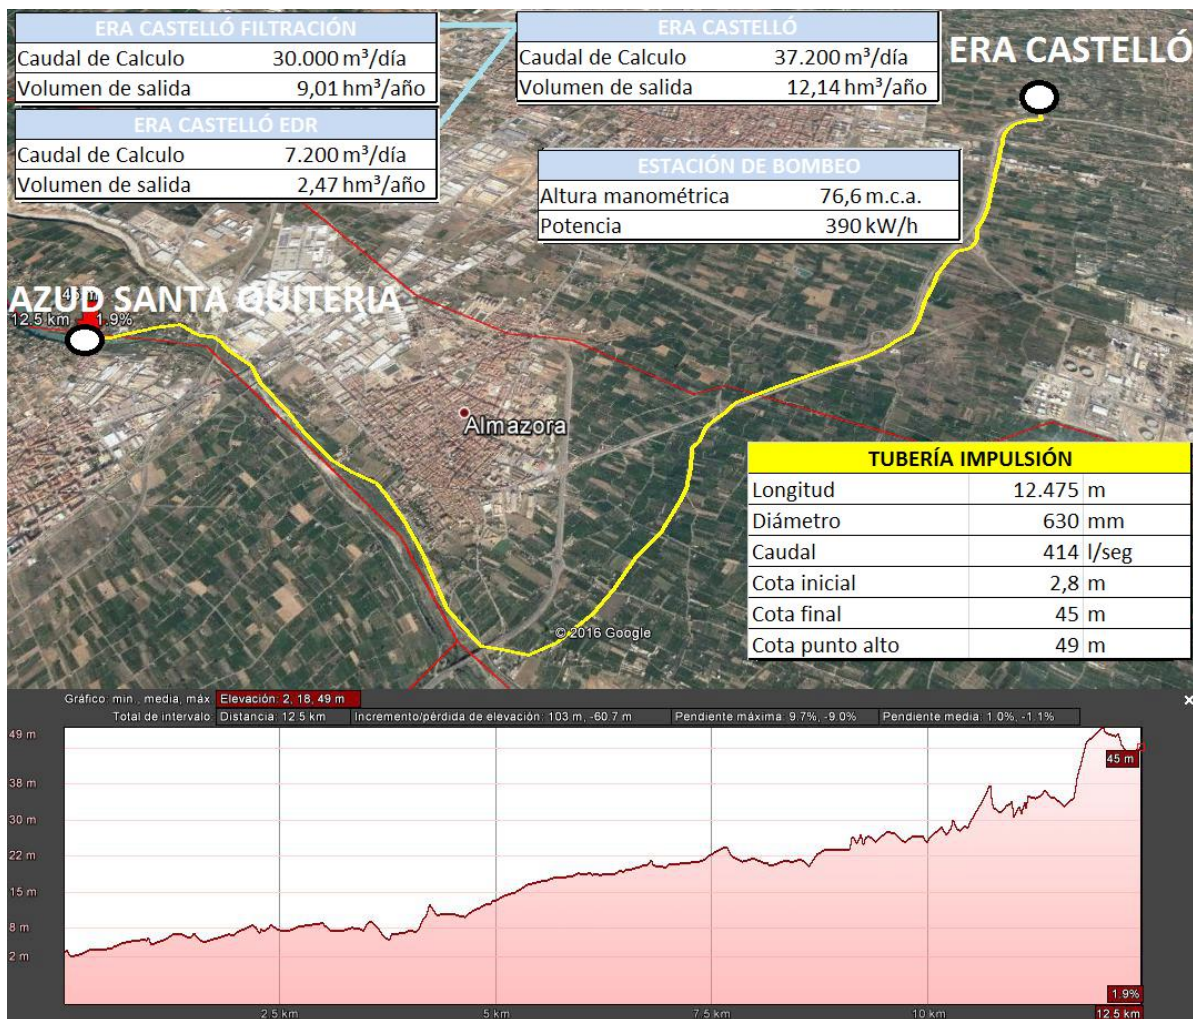 ERA CASTELLÓ FILTRACIÓN
Caudal de Calculo 30.000 m³/día
Volumen de salida 9,01 hm³/año
ERA CASTELLÓ EDR
Caudal de Calculo 7.200 m³/día
Volumen de salida 2,47 hm³/año
ERA CASTELLÓ
Caudal de Calculo 37.200 m³/día
Volumen de salida 12,14 hm³/año
ERA CASTELLÓ
ESTACIÓN DE BOMBEO
Altura manométrica 76,6 m.c.a.
Potencia 390 kW/h
AZUD SANTA QUITERIA
12.5 km 1.9%
Almazora
TUBERÍA IMPULSIÓN
Longitud 12.475 m
Diámetro 630 mm
Caudal 414 l/seg
Cota inicial 2,8 m
Cota final 45 m
Cota punto alto 49 m
© 2016 Google
Gráfico: min., media, máx. Elevación: 2, 18, 49 m
Total de intervalo: Distancia: 12.5 km Incremento/pérdida de elevación: 103 m, -60.7 m Pendiente máxima: 9.7%, -9.0% Pendiente media: 1.0%, -1.1%
49 m
45 m
38 m
30 m
22 m
15 m
8 m
2 m
1.9%
2.5 km 5 km 7.5 km 10 km 12.5 km